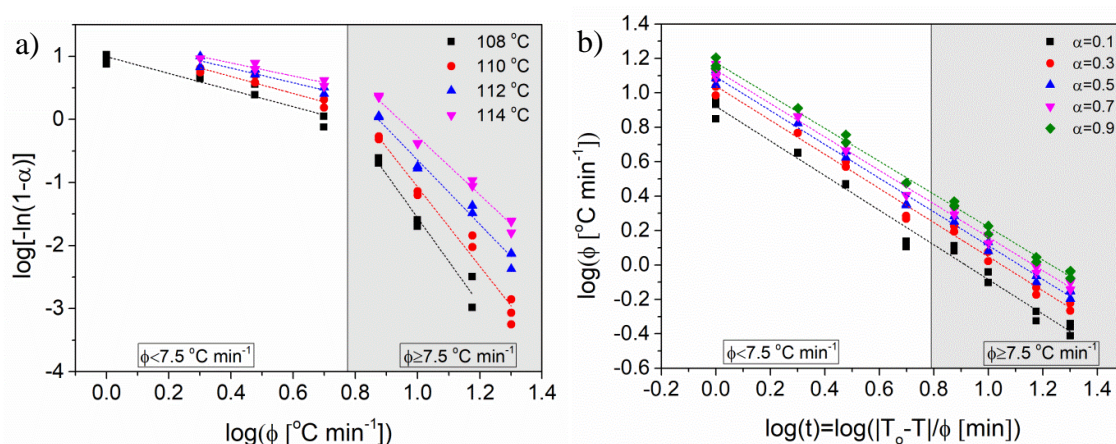 a)
log[-ln(1-α)]
1
0
-1
-2
-3
-4
108 °C
110 °C
112 °C
114 °C
ϕ<7.5 °C min⁻¹
ϕ≥7.5 °C min⁻¹
0.0 0.2 0.4 0.6 0.8 1.0 1.2 1.4
log(ϕ [°C min⁻¹])
b)
log(ϕ [°C min⁻¹]
1.4
1.2
1.0
0.8
0.6
0.4
0.2
0.0
-0.2
-0.4
-0.6
α=0.1
α=0.3
α=0.5
α=0.7
α=0.9
ϕ<7.5 °C min⁻¹
ϕ≥7.5 °C min⁻¹
-0.2 0.0 0.2 0.4 0.6 0.8 1.0 1.2 1.4
log(t)=log(|Tₒ-T|/ϕ [min])